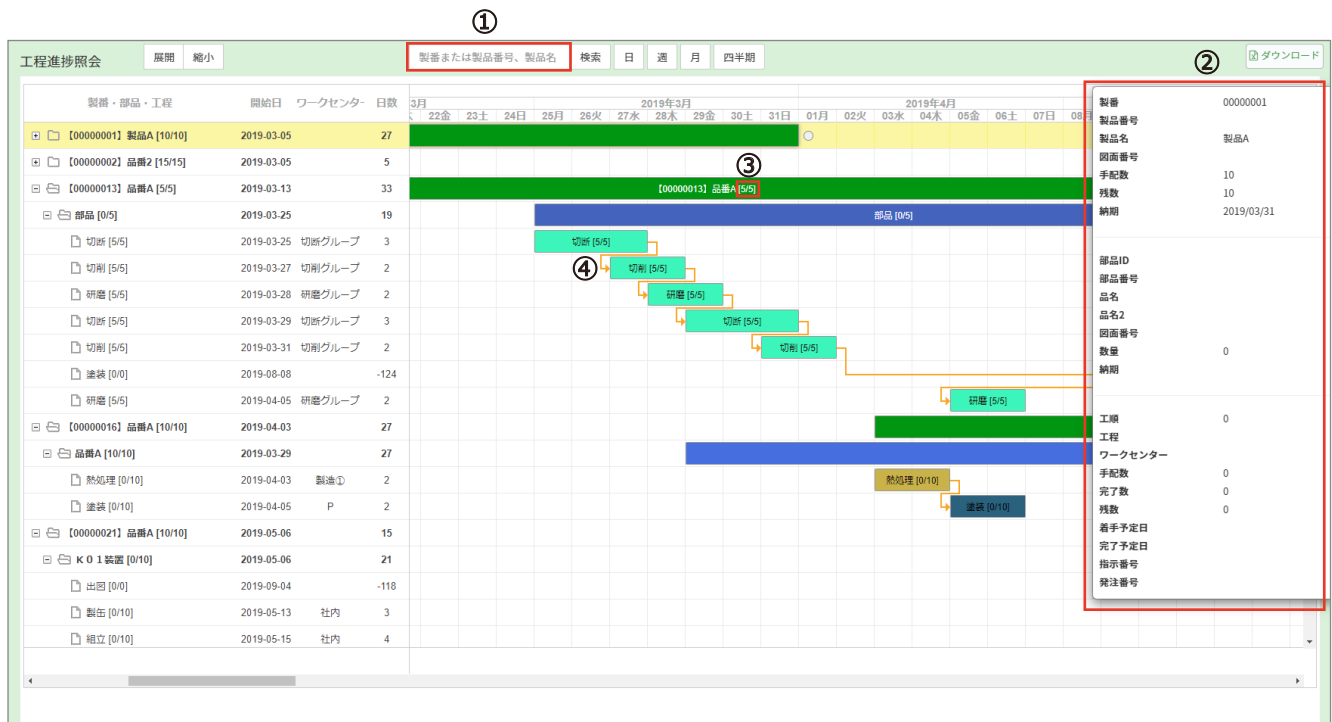 ①
工程進捗照会 展開 縮小 製番または製品番号、製品名 検索 日 週 月 四半期 ② ダウンロード
製番・部品・工程 開始日 ワークセンタ- 日数
3月 2019年3月 2019年4月
22金 23土 24日 25月 26火 27水 28木 29金 30土 31日 01月 02火 03水 04木 05金 06土 07日 08
【00000001】製品A [10/10] 2019-03-05 27
【00000002】品番2 [15/15] 2019-03-05 5
③
【00000013】品番A [5/5] 2019-03-13 33 【00000013】品番A [5/5]
部品 [0/5] 2019-03-25 19 部品 [0/5]
切断 [5/5] 2019-03-25 切断グループ 3 切断 [5/5]
切削 [5/5] 2019-03-27 切削グループ 2 ④ 切削 [5/5]
研磨 [5/5] 2019-03-28 研磨グループ 2 研磨 [5/5]
切断 [5/5] 2019-03-29 切断グループ 3 切断 [5/5]
切削 [5/5] 2019-03-31 切削グループ 2 切削 [5/5]
塗装 [0/0] 2019-08-08 -124
研磨 [5/5] 2019-04-05 研磨グループ 2 研磨 [5/5]
【00000016】品番A [10/10] 2019-04-03 27
品番A [10/10] 2019-03-29 27
熱処理 [0/10] 2019-04-03 製造① 2 熱処理 [0/10]
塗装 [0/10] 2019-04-05 P 2 塗装 [0/10]
【00000021】品番A [10/10] 2019-05-06 15
K０１装置 [0/10] 2019-05-06 21
出図 [0/0] 2019-09-04 -118
製缶 [0/10] 2019-05-13 社内 3
組立 [0/10] 2019-05-15 社内 4
製番 00000001
製品番号
製品名 製品A
図面番号
手配数 10
残数 10
納期 2019/03/31
部品ID
部品番号
品名
品名2
図面番号
数量 0
納期
工順 0
工程
ワークセンター
手配数 0
完了数 0
残数 0
着手予定日
完了予定日
指示番号
発注番号